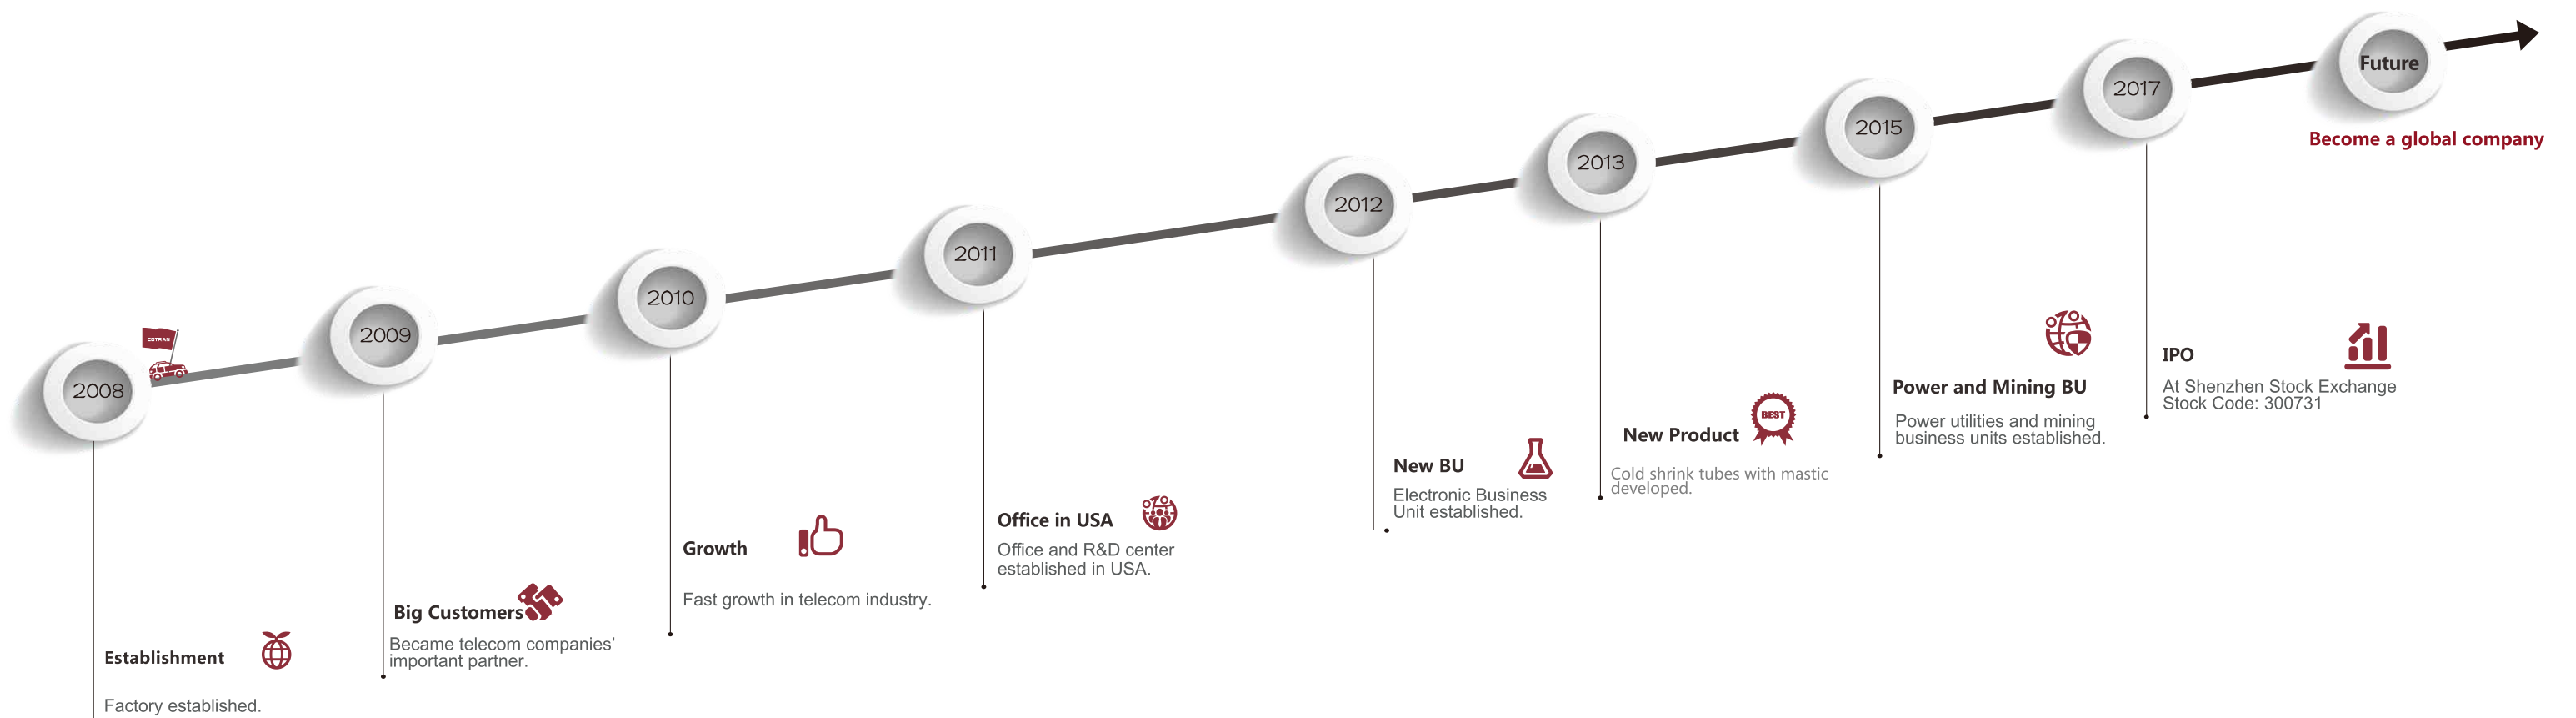 2008
COTRAN
Establishment
Factory established.
2009
Big Customers
Became telecom companies’
important partner.
2010
Growth
Fast growth in telecom industry.
2011
Office in USA
Office and R&D center
established in USA.
2012
New BU
Electronic Business
Unit established.
2013
New Product
BEST
Cold shrink tubes with mastic
developed.
2015
Power and Mining BU
Power utilities and mining
business units established.
2017
IPO
At Shenzhen Stock Exchange
Stock Code: 300731
Future
Become a global company